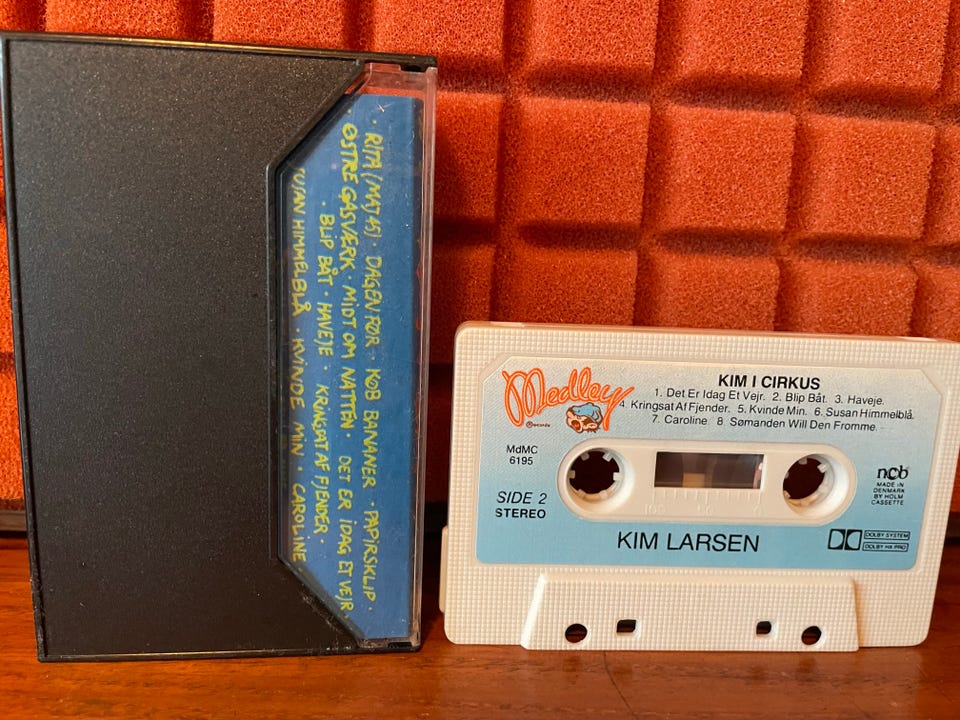 · RITA (MAJ 45) · DAGEN FØR · KØB BANANER · PAPIRSKLIP ·
ØSTRE GASVÆRK · MIDT OM NATTEN · DET ER IDAG ET VEJR
· BLIP BÅT · HAVEJE · KRINGSAT AF FJENDER ·
SUSAN HIMMELBLÅ · KVINDE MIN · CAROLINE
Medley
Records
KIM I CIRKUS
1. Det Er Idag Et Vejr. 2. Blip Båt. 3. Haveje.
4. Kringsat Af Fjender. 5. Kvinde Min. 6. Susan Himmelblå.
7. Caroline 8. Sømanden Will Den Fromme.
MdMC
6195
SIDE 2
STEREO
ncb
MADE IN
DENMARK
BY HOLM
CASSETTE
100 50 0
KIM LARSEN
DOLBY SYSTEM
DOLBY HX PRO